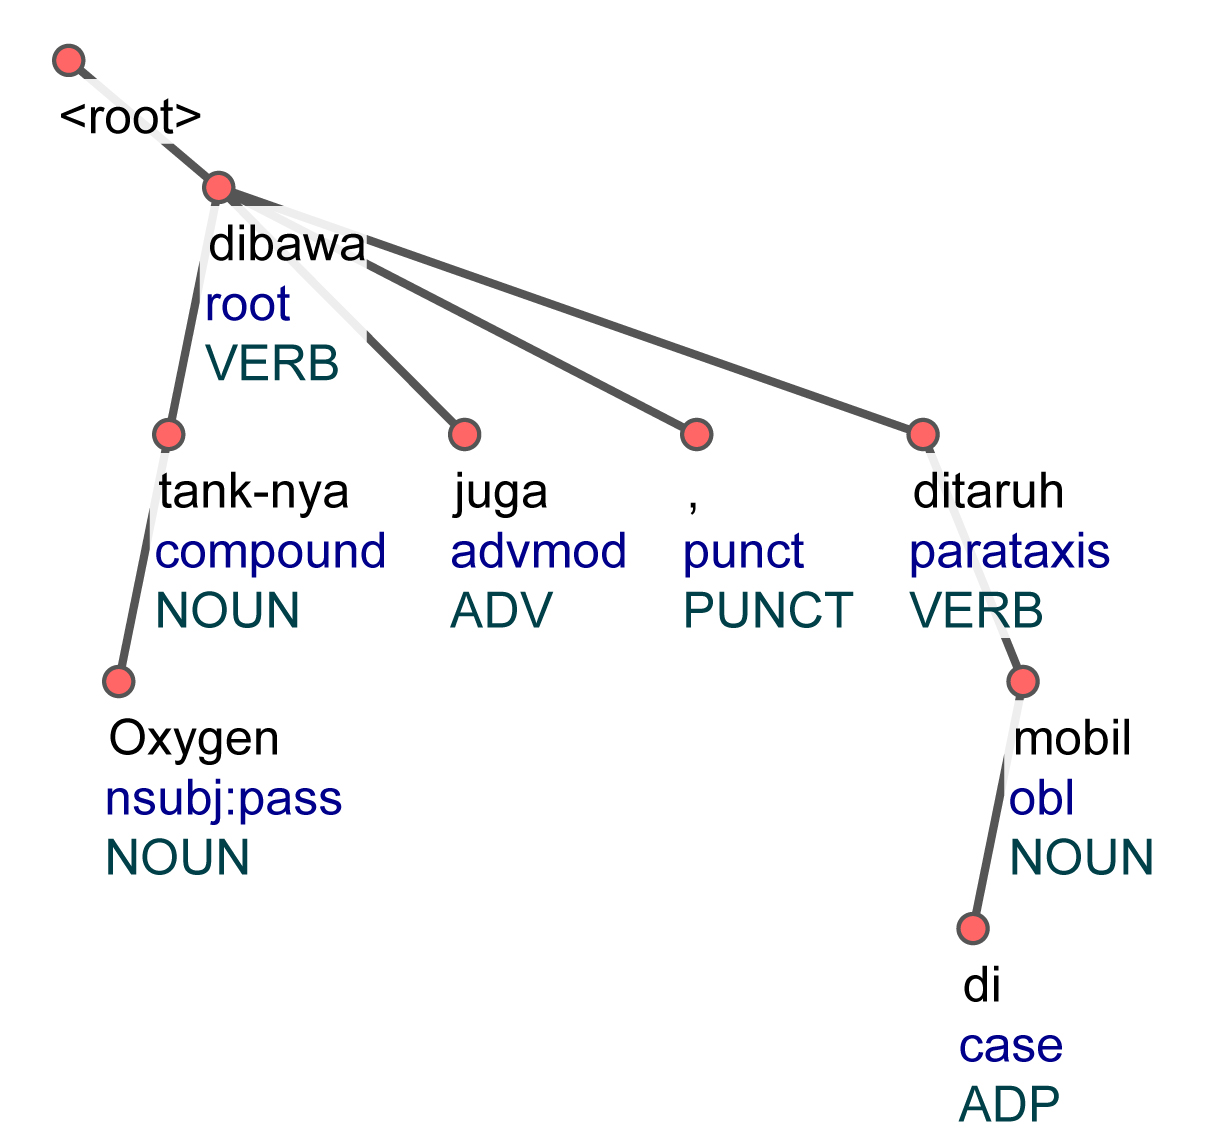 <root>
dibawa
root
VERB
tank-nya juga , ditaruh
compound advmod punct parataxis
NOUN ADV PUNCT VERB
Oxygen mobil
nsubj:pass obl
NOUN NOUN
di
case
ADP